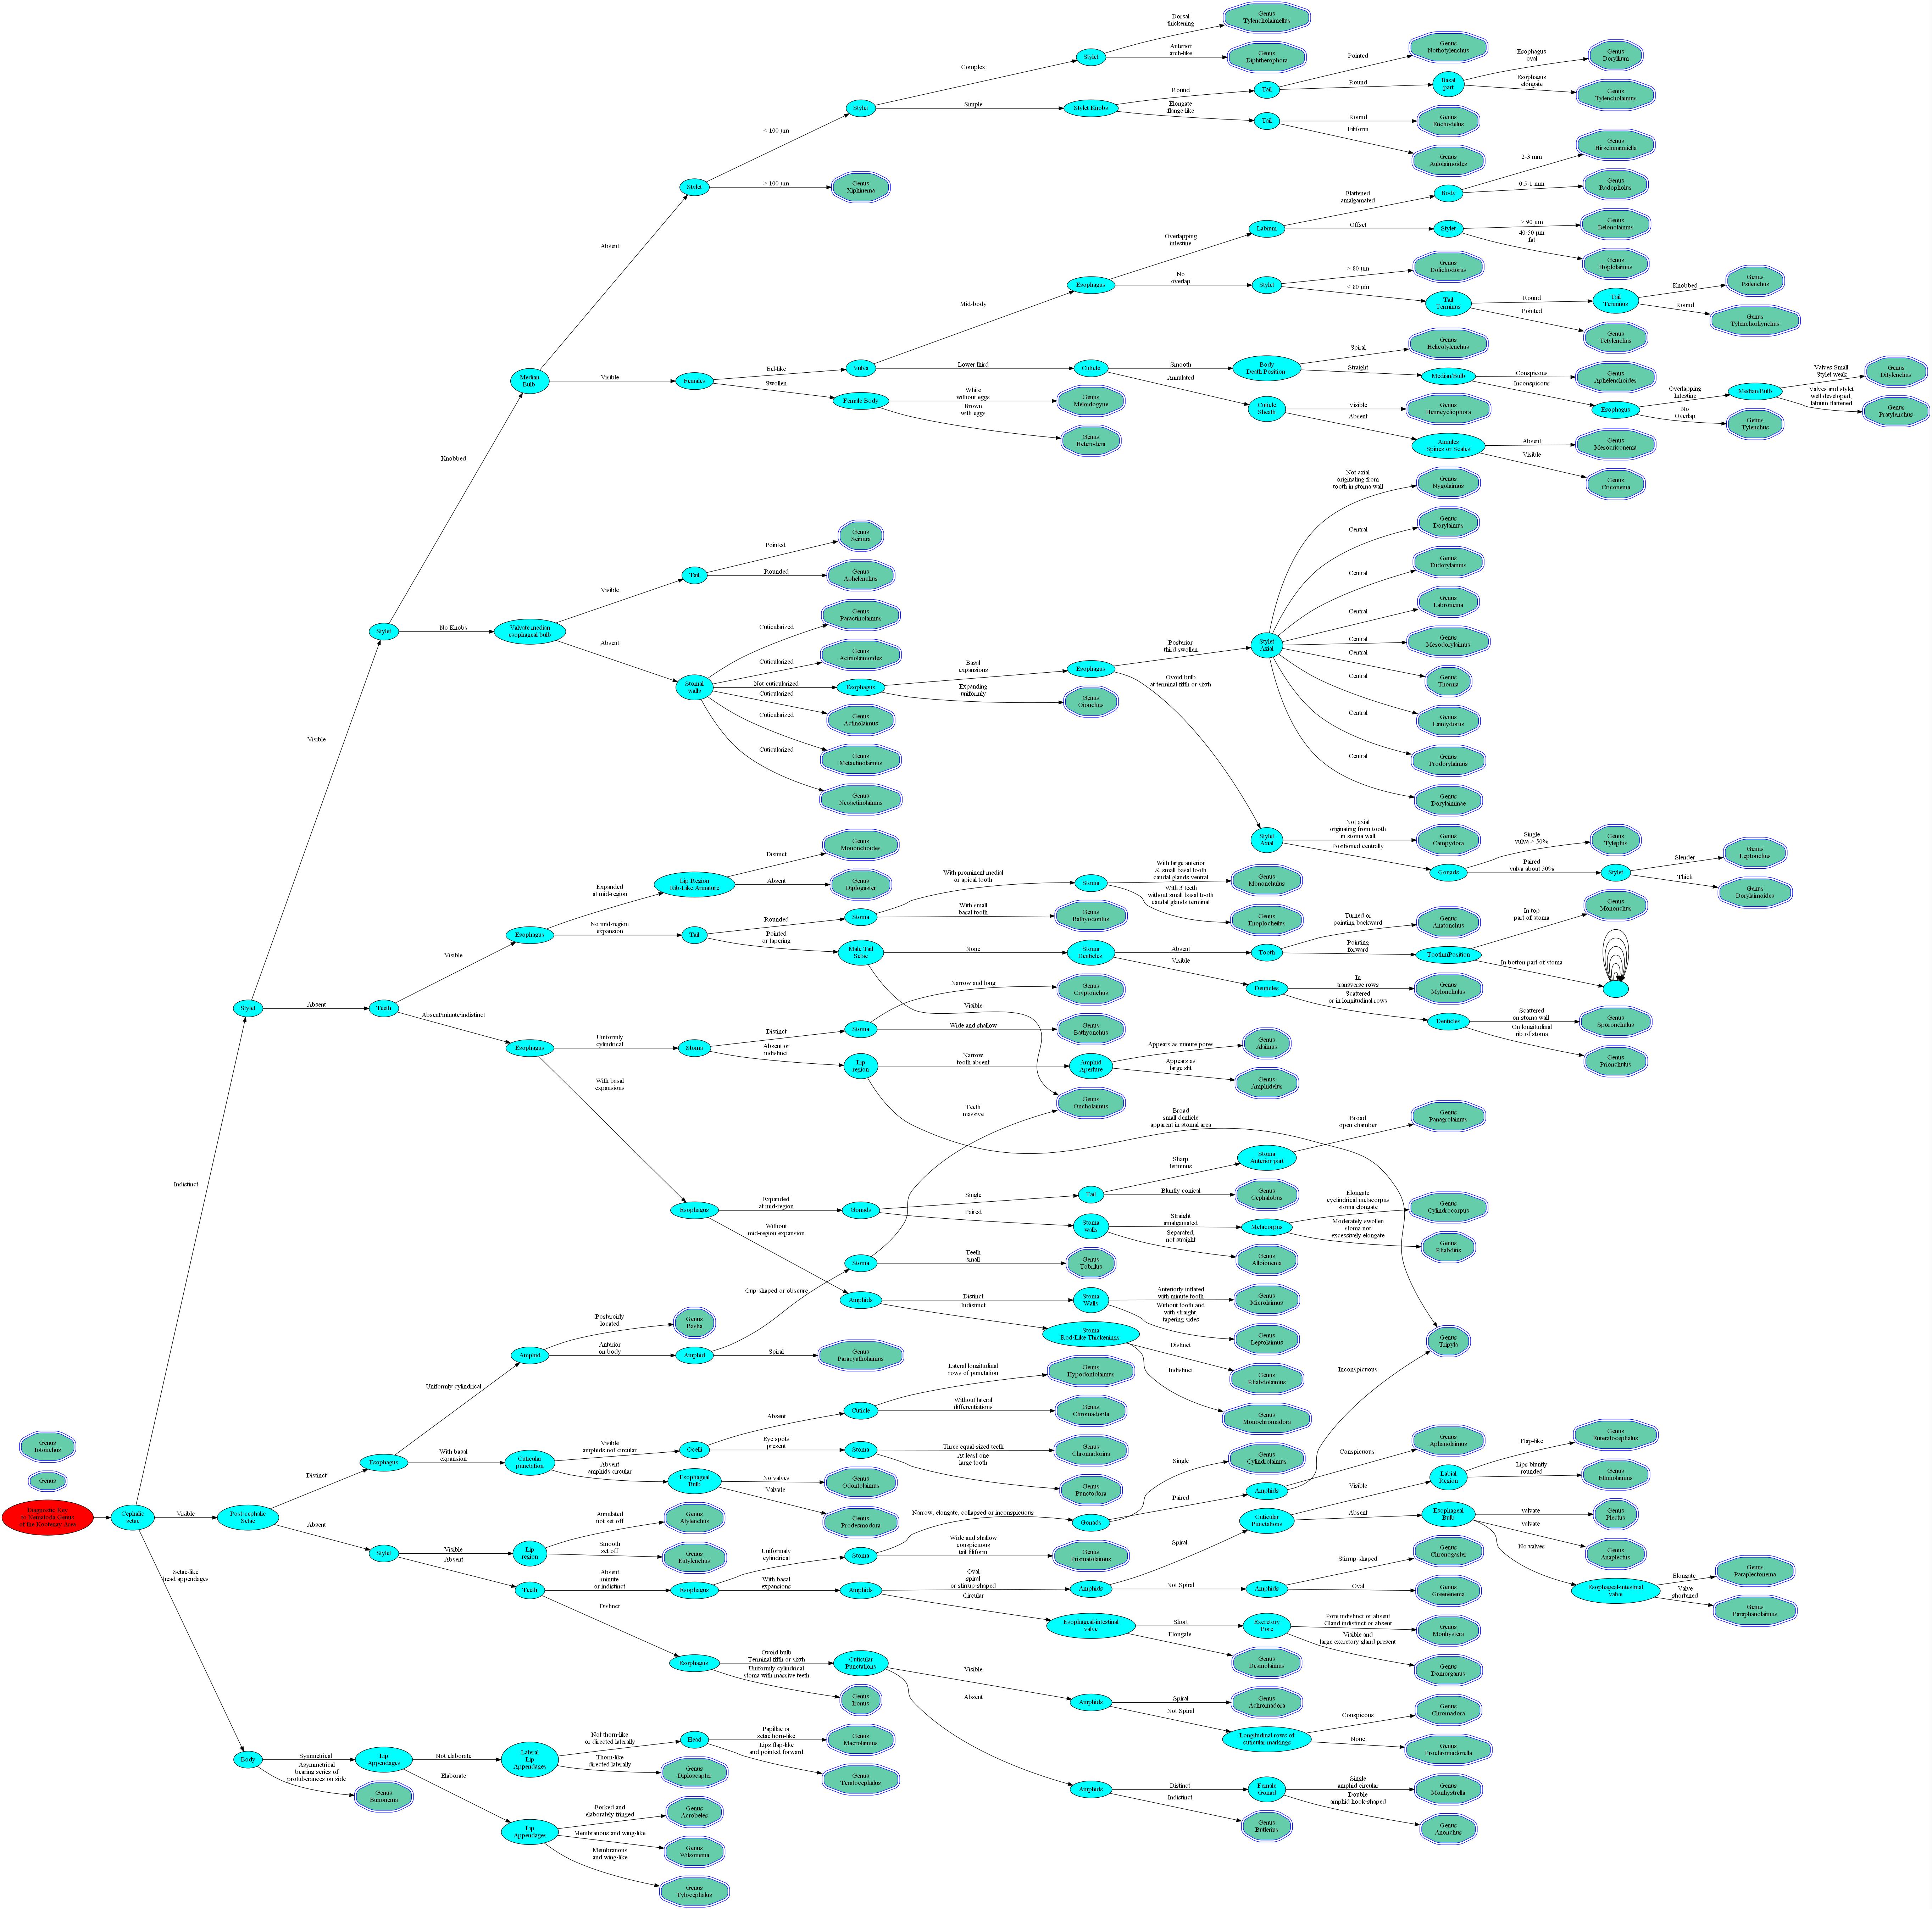 Dorsal
thickening
Genus
Tylencholaimellus
Anterior
arch-like
Genus
Diphtherophora
Stylet
Complex
Pointed
Genus
Nothotylenchus
Esophagus
oval
Genus
Doryllium
Basal
part
Esophagus
elongate
Genus
Tylencholaimus
Stylet
Simple
Stylet Knobs
Round
Tail
Round
Elongate
flange-like
Tail
Round
Genus
Enchodelus
Filiform
Genus
Aulolaimoides
< 100 µm
Stylet
> 100 µm
Genus
Xiphinema
2-3 mm
Genus
Hirschmanniella
Flattened
amalgamated
Body
0.5-1 mm
Genus
Radopholus
Labium
Offset
Stylet
> 90 µm
Genus
Belonolaimus
40-50 µm
fat
Genus
Hoplolaimus
Absent
Overlapping
intestine
Esophagus
No
overlap
Stylet
> 80 µm
Genus
Dolichodorus
< 80 µm
Tail
Terminus
Round
Tail
Terminus
Knobbed
Genus
Psilenchus
Round
Genus
Tylenchorhynchus
Pointed
Genus
Tetylenchus
Mid-body
Median
Bulb
Visible
Females
Eel-like
Vulva
Lower third
Cuticle
Smooth
Body
Death Position
Spiral
Genus
Helicotylenchus
Straight
Median/Bulb
Conspicous
Genus
Aphelenchoides
Inconspicous
Esophagus
Overlapping
Intestine
Median/Bulb
Valves Small
Stylet weak
Genus
Ditylenchus
Valves and stylet
well developed,
labium flattened
Genus
Pratylenchus
No
Overlap
Genus
Tylenchus
Swollen
Female Body
White
without eggs
Genus
Meloidogyne
Brown
with eggs
Genus
Heterodera
Annulated
Cuticle
Sheath
Visible
Genus
Hemicycliophora
Absent
Annules
Spines or Scales
Absent
Genus
Mesocriconema
Visible
Genus
Criconema
Knobbed
Not axial
originating from
tooth in stoma wall
Genus
Nygolaimus
Central
Genus
Dorylaimus
Central
Genus
Eudorylaimus
Central
Genus
Labronema
Central
Genus
Mesodorylaimus
Central
Genus
Thornia
Central
Genus
Laimydorus
Central
Genus
Prodorylaimus
Central
Genus
Dorylaiminae
Pointed
Genus
Seinura
Tail
Rounded
Genus
Aphelenchus
Visible
Stylet
No Knobs
Valvate median
esophageal bulb
Absent
Stomal
walls
Cuticularized
Genus
Paractinolaimus
Cuticularized
Genus
Actinolaimoides
Not cuticularized
Esophagus
Basal
expansions
Esophagus
Posterior
third swollen
Stylet
Axial
Expanding
uniformly
Genus
Oionchus
Ovoid bulb
at terminal fifth or sixth
Cuticularized
Genus
Actinolaimus
Cuticularized
Genus
Metactinolaimus
Cuticularized
Genus
Neoactinolaimus
Visible
Stylet
Axial
Not axial
orginating from tooth
in stoma wall
Genus
Campydora
Positioned centrally
Gonads
Single
vulva > 50%
Genus
Tyleptus
Paired
vulva about 50%
Stylet
Slender
Genus
Leptonchus
Thick
Genus
Dorylaimoides
Distinct
Genus
Mononchoides
Expanded
at mid-region
Lip Region
Rib-Like Armature
Absent
Genus
Diplogaster
Esophagus
No mid-region
expansion
Tail
Rounded
Stoma
With prominent medial
or apical tooth
Stoma
With large anterior
& small basal tooth
caudal glands ventral
Genus
Mononchulus
With 3 teeth
without small basal tooth
caudal glands terminal
Genus
Enoplocheilus
With small
basal tooth
Genus
Bathyodontus
Pointed
or tapering
Male Tail
Setae
None
Stoma
Denticles
Absent
Tooth
Turned or
pointing backward
Genus
Anatonchus
Pointing
forward
ToothinPosition
In top
part of stoma
Genus
Mononchus
In botton part of stoma
Visible
Denticles
In
transverse rows
Genus
Mylonchulus
Scattered
or in longitudinal rows
Denticles
Scattered
on stoma wall
Genus
Sporonchulus
On longitudinal
rib of stoma
Genus
Prionchulus
Visible
Visible
Stylet
Absent
Teeth
Absent/minute/indistinct
Esophagus
Uniformly
cylindrical
Stoma
Distinct
Stoma
Narrow and long
Genus
Cryptonchus
Wide and shallow
Genus
Bathyonchus
Absent or
indistinct
Lip
region
Narrow
tooth absent
Amphid
Aperture
Appears as minute pores
Genus
Alaimus
Appears as
large slit
Genus
Amphidelus
With basal
expansions
Teeth
massive
Genus
Oncholaimus
Broad
small denticle
apparent in stomal area
Broad
open chamber
Genus
Panagrolaimus
Stoma
Anterior part
Sharp
terminus
Tail
Bluntly conical
Genus
Cephalobus
Indistinct
Esophagus
Expanded
at mid-region
Gonads
Single
Paired
Stoma
walls
Straight
amalgamated
Metacorpus
Elongate
cyclindrical metacorpus
stoma elongate
Genus
Cylindrocorpus
Moderately swollen
stoma not
excessively elongate
Genus
Rhabditis
Separated,
not straight
Genus
Alloionema
Without
mid-region expansion
Stoma
Teeth
small
Genus
Tobrilus
Cup-shaped or obscure
Amphids
Distinct
Stoma
Walls
Anteriorly inflated
with minute tooth
Genus
Microlaimus
Without tooth and
with straight,
tapering sides
Genus
Leptolaimus
Indistinct
Stoma
Rod-Like Thickenings
Distinct
Genus
Rhabdolaimus
Indistinct
Genus
Monochromadora
Genus
Tripyla
Inconspicuous
Posteroirly
located
Genus
Bastia
Amphid
Anterior
on body
Amphid
Spiral
Genus
Paracyatholaimus
Uniformly cylindrical
Lateral longitudinal
rows of punctation
Genus
Hypodontolaimus
Cuticle
Without lateral
differentiations
Genus
Chromadorita
Absent
Genus
Iotonchus
Genus
Esophagus
With basal
expansion
Cuticular
punctation
Visible
amphids not circular
Ocelli
Eye spots
present
Stoma
Three equal-sized teeth
Genus
Chromadorina
At least one
large tooth
Genus
Punctodora
Absent
amphids circular
Esophageal
Bulb
No valves
Genus
Odontolaimus
Valvate
Genus
Prodesmodora
Distinct
Diagnostic Key
to Nematode Genus
of the Konstanz Area
Cephalic
setae
Visible
Post-cephalic
Setae
Absent
Stylet
Visible
Lip
region
Annulated
not set off
Genus
Atylenchus
Smooth
set off
Genus
Eutylenchus
Absent
Teeth
Absent
minute
or indistinct
Esophagus
Uniformaly
cylindrical
Stoma
Narrow, elongate, collapsed or inconspicuous
Gonads
Single
Genus
Cylindrolaimus
Paired
Amphids
Conspicuous
Genus
Aphanolaimus
Wide and shallow
conspicuous
tail filiform
Genus
Prismatolaimus
With basal
expansions
Amphids
Oval
spiral
or stirrup-shaped
Amphids
Spiral
Cuticular
Punctations
Visible
Labial
Region
Flap-like
Genus
Euteratocephalus
Lips bluntly
rounded
Genus
Ethmolaimus
Absent
Esophageal
Bulb
valvate
Genus
Plectus
valvate
Genus
Anaplectus
No valves
Esophageal-intestinal
valve
Elongate
Genus
Paraplectonema
Valve
shortened
Genus
Paraphanolaimus
Not Spiral
Amphids
Stirrup-shaped
Genus
Chronogaster
Oval
Genus
Greenenema
Circular
Esophageal-intestinal
valve
Short
Excretory
Pore
Pore indistinct or absent
Gland indistinct or absent
Genus
Monhystera
Visible and
large excretory gland present
Genus
Domorganus
Elongate
Genus
Desmolaimus
Distinct
Esophagus
Ovoid bulb
Terminal fifth or sixth
Cuticular
Punctations
Uniformly cylindrical
stoma with massive teeth
Genus
Ironus
Visible
Amphids
Spiral
Genus
Achromadora
Not Spiral
Longitudinal rows of
cuticular markings
Conspicous
Genus
Chromadora
None
Genus
Prochromadorella
Absent
Amphids
Distinct
Female
Gonad
Single
amphid circular
Genus
Monhystrella
Double
amphid hook-shaped
Genus
Anonchus
Indistinct
Genus
Butlerius
Setae-like
head appendages
Body
Symmetrical
Lip
Appendages
Not elaborate
Lateral
Lip
Appendages
Not thorn-like
or directed laterally
Head
Papillae or
setae horn-like
Genus
Macrolaimus
Lips flap-like
and pointed forward
Genus
Teratocephalus
Thorn-like
directed laterally
Genus
Diploscapter
Asymmetrical
bearing series of
protuberances on side
Genus
Bunonema
Elaborate
Lip
Appendages
Forked and
elaborately fringed
Genus
Acrobeles
Membranous and wing-like
Genus
Wilsonema
Membranous
and wing-like
Genus
Tylocephalus